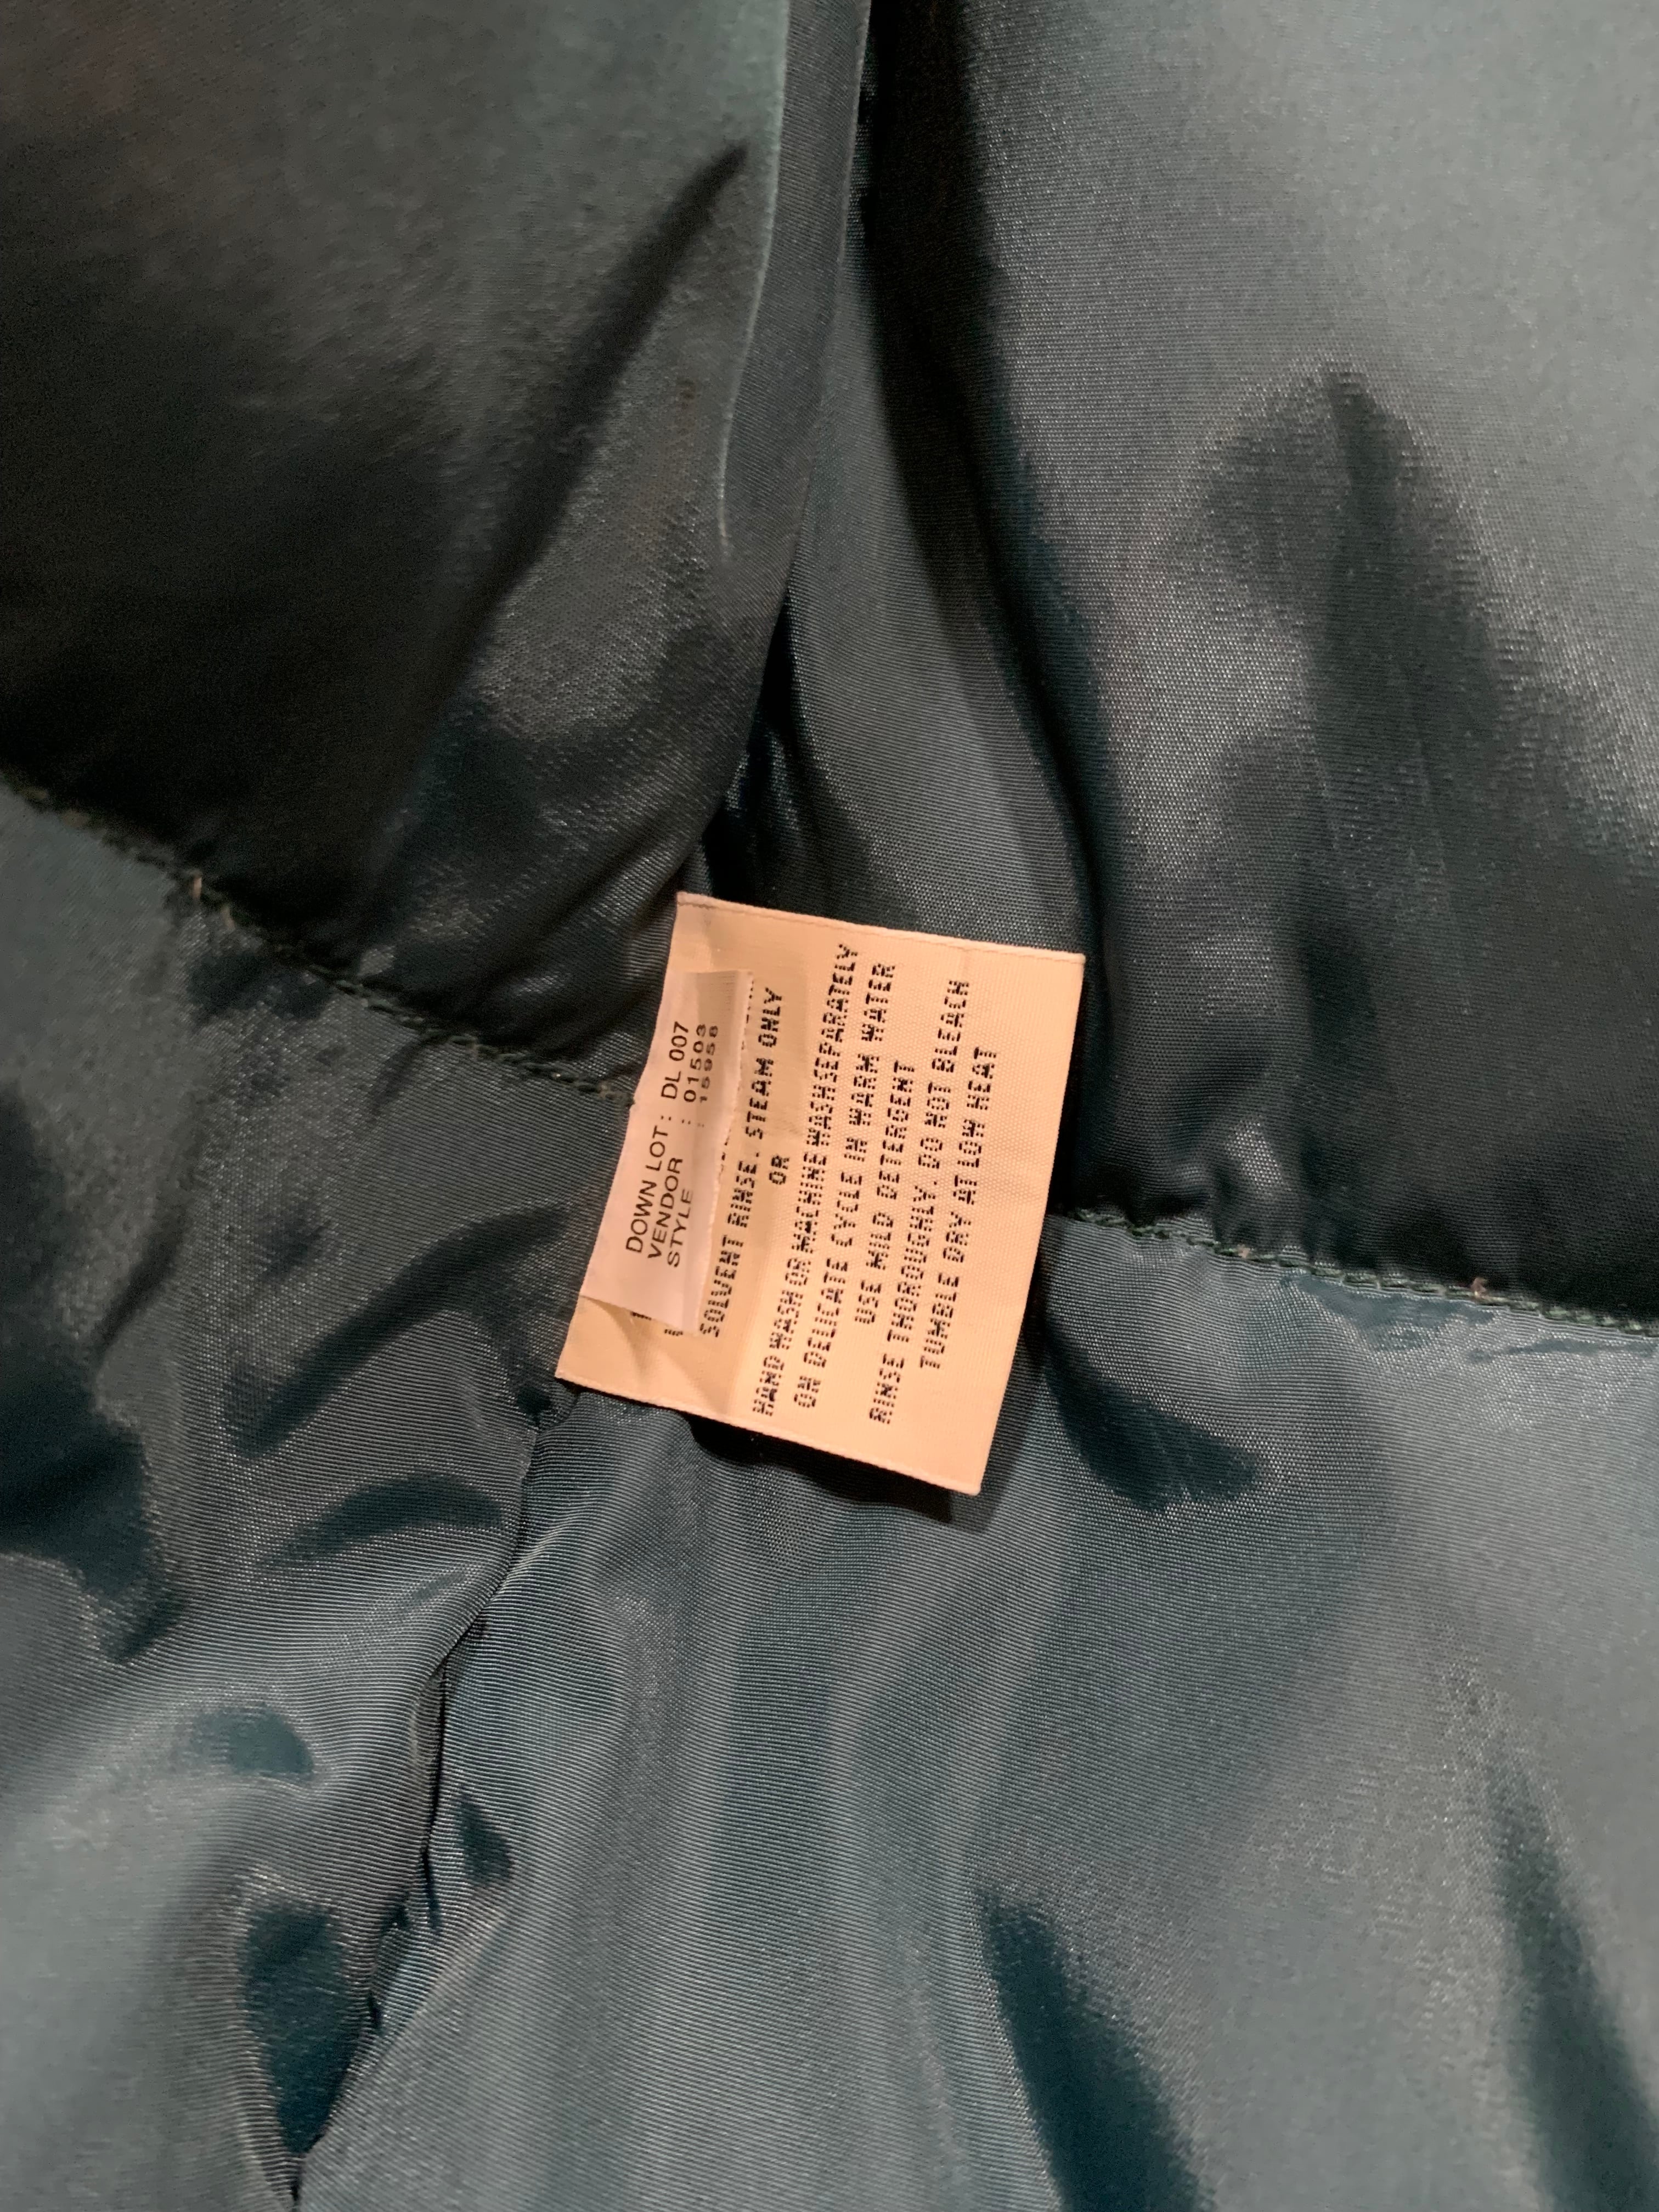 DOWN LOT : DL 007
VENDOR : 01503
STYLE : 15958
SOLVENT RINSE. STEAM ONLY
OR
HAND WASH OR MACHINE WASH SEPARATELY
ON DELICATE CYCLE IN WARM WATER
USE MILD DETERGENT
RINSE THOROUGHLY. DO NOT BLEACH
TUMBLE DRY AT LOW HEAT